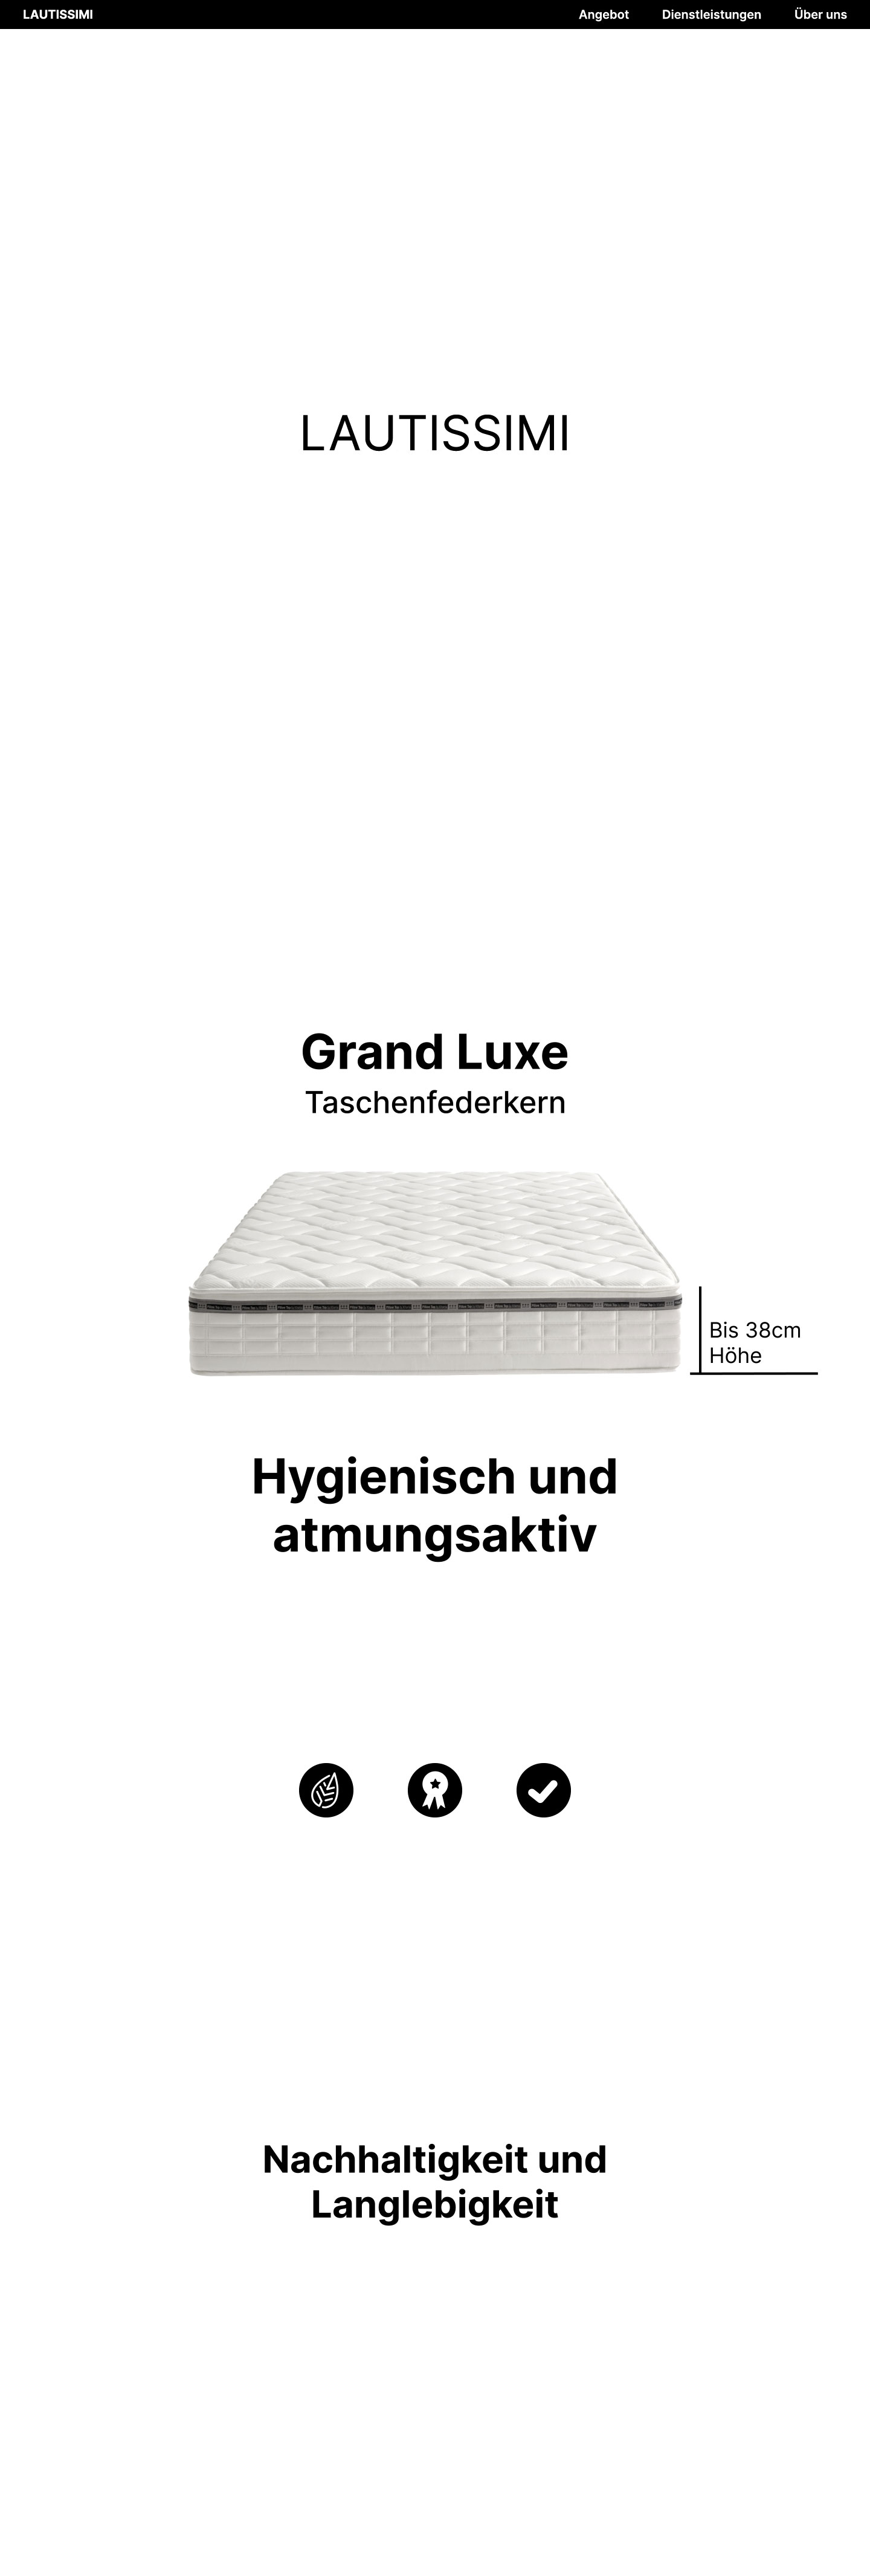 LAUTISSIMI
Angebot
Dienstleistungen
Über uns
LAUTISSIMI
Grand Luxe
Taschenfederkern
Bis 38cm
Höhe
Hygienisch und
atmungsaktiv
Nachhaltigkeit und
Langlebigkeit